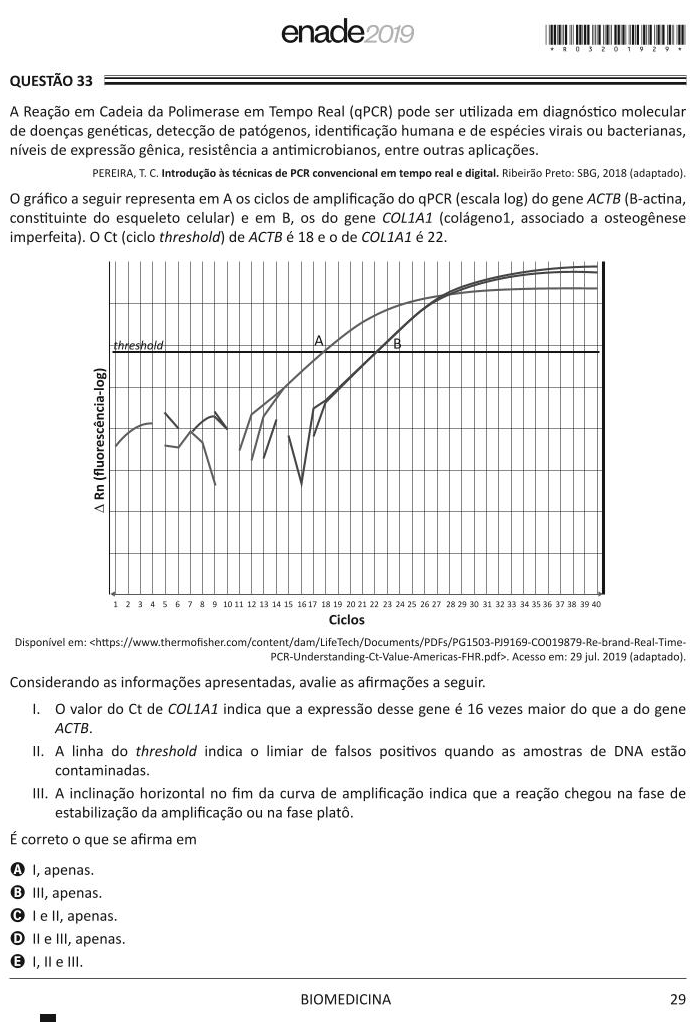 enade2019
* R 0 3 2 0 1 9 2 9 *
QUESTÃO 33
A Reação em Cadeia da Polimerase em Tempo Real (qPCR) pode ser utilizada em diagnóstico molecular
de doenças genéticas, detecção de patógenos, identificação humana e de espécies virais ou bacterianas,
níveis de expressão gênica, resistência a antimicrobianos, entre outras aplicações.
PEREIRA, T. C. Introdução às técnicas de PCR convencional em tempo real e digital. Ribeirão Preto: SBG, 2018 (adaptado).
O gráfico a seguir representa em A os ciclos de amplificação do qPCR (escala log) do gene ACTB (B-actina,
constituinte do esqueleto celular) e em B, os do gene COL1A1 (colágeno1, associado a osteogênese
imperfeita). O Ct (ciclo threshold) de ACTB é 18 e o de COL1A1 é 22.
threshold
A
B
Δ Rn (fluorescência-log)
1 2 3 4 5 6 7 8 9 10 11 12 13 14 15 16 17 18 19 20 21 22 23 24 25 26 27 28 29 30 31 32 33 34 35 36 37 38 39 40
Ciclos
Disponível em: <https://www.thermofisher.com/content/dam/LifeTech/Documents/PDFs/PG1503-PJ9169-CO019879-Re-brand-Real-Time-
PCR-Understanding-Ct-Value-Americas-FHR.pdf>. Acesso em: 29 jul. 2019 (adaptado).
Considerando as informações apresentadas, avalie as afirmações a seguir.
I. O valor do Ct de COL1A1 indica que a expressão desse gene é 16 vezes maior do que a do gene
ACTB.
II. A linha do threshold indica o limiar de falsos positivos quando as amostras de DNA estão
contaminadas.
III. A inclinação horizontal no fim da curva de amplificação indica que a reação chegou na fase de
estabilização da amplificação ou na fase platô.
É correto o que se afirma em
A I, apenas.
B III, apenas.
C I e II, apenas.
D II e III, apenas.
E I, II e III.
BIOMEDICINA
29